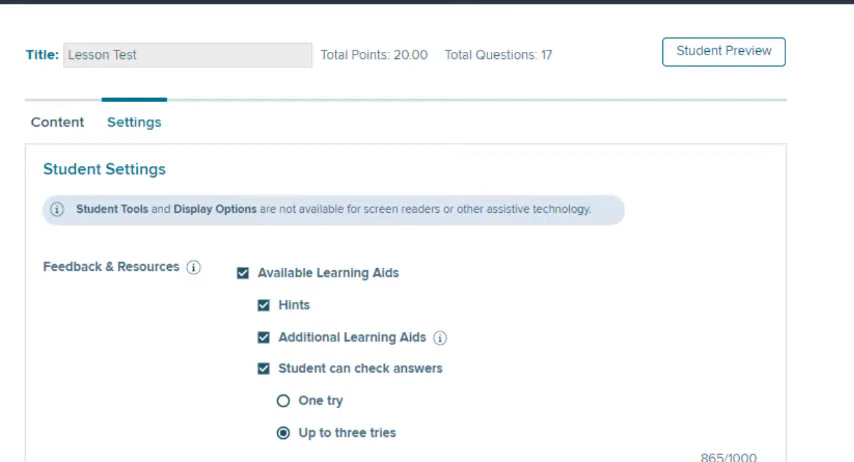 Title: Lesson Test Total Points: 20.00 Total Questions: 17 Student Preview
Content Settings
Student Settings
Student Tools and Display Options are not available for screen readers or other assistive technology.
Feedback & Resources
Available Learning Aids
Hints
Additional Learning Aids
Student can check answers
One try
Up to three tries
865/1000